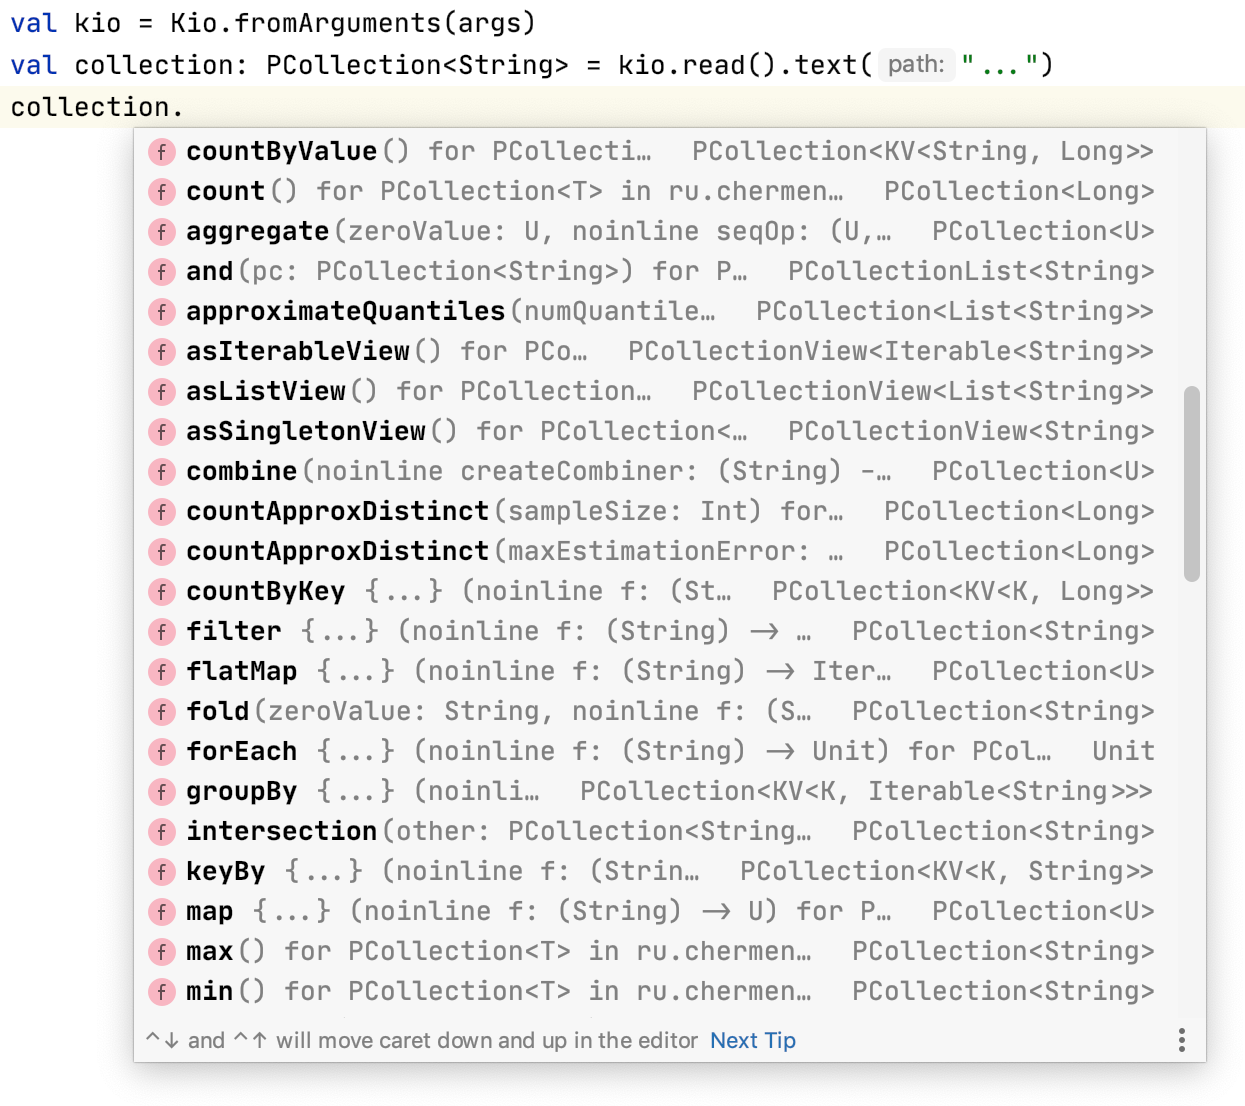 val kio = Kio.fromArguments(args)
val collection: PCollection<String> = kio.read().text( path: "...")
collection.
f countByValue() for PCollecti… PCollection<KV<String, Long>>
f count() for PCollection<T> in ru.chermen… PCollection<Long>
f aggregate(zeroValue: U, noinline seqOp: (U,… PCollection<U>
f and(pc: PCollection<String>) for P… PCollectionList<String>
f approximateQuantiles(numQuantile… PCollection<List<String>>
f asIterableView() for PCo… PCollectionView<Iterable<String>>
f asListView() for PCollection… PCollectionView<List<String>>
f asSingletonView() for PCollection<… PCollectionView<String>
f combine(noinline createCombiner: (String) -… PCollection<U>
f countApproxDistinct(sampleSize: Int) for… PCollection<Long>
f countApproxDistinct(maxEstimationError: … PCollection<Long>
f countByKey {...} (noinline f: (St… PCollection<KV<K, Long>>
f filter {...} (noinline f: (String) -> … PCollection<String>
f flatMap {...} (noinline f: (String) -> Iter… PCollection<U>
f fold(zeroValue: String, noinline f: (S… PCollection<String>
f forEach {...} (noinline f: (String) -> Unit) for PCol… Unit
f groupBy {...} (noinli… PCollection<KV<K, Iterable<String>>>
f intersection(other: PCollection<String… PCollection<String>
f keyBy {...} (noinline f: (Strin… PCollection<KV<K, String>>
f map {...} (noinline f: (String) -> U) for P… PCollection<U>
f max() for PCollection<T> in ru.chermen… PCollection<String>
f min() for PCollection<T> in ru.chermen… PCollection<String>
^↓ and ^↑ will move caret down and up in the editor Next Tip